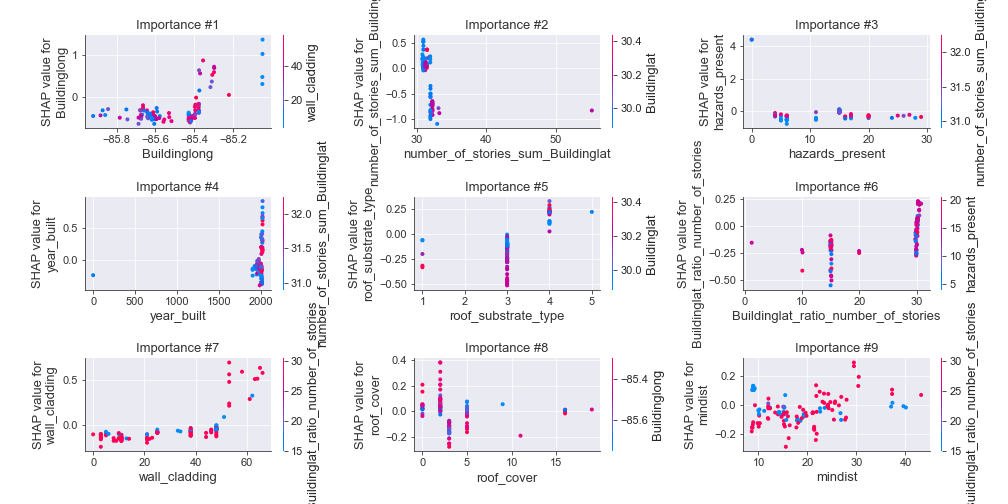 Importance #1
SHAP value for
Buildinglong
1
0
−85.8
−85.6
−85.4
−85.2
Buildinglong
40
20
wall_cladding
Importance #2
SHAP value for
number_of_stories_sum_Buildinglat
0.5
0.0
−0.5
−1.0
30
40
50
number_of_stories_sum_Buildinglat
30.4
30.2
30.0
Buildinglat
Importance #3
SHAP value for
hazards_present
4
2
0
0
10
20
30
hazards_present
32.0
31.5
31.0
number_of_stories_sum_Buildinglat
Importance #4
SHAP value for
year_built
0.5
0.0
0
500
1000
1500
2000
year_built
32.0
31.5
31.0
number_of_stories_sum_Buildinglat
Importance #5
SHAP value for
roof_substrate_type
0.25
0.00
−0.25
−0.50
1
2
3
4
5
roof_substrate_type
30.4
30.2
30.0
Buildinglat
Importance #6
SHAP value for
Buildinglat_ratio_number_of_stories
0.25
0.00
−0.25
−0.50
1
10
20
30
Buildinglat_ratio_number_of_stories
20
15
10
5
hazards_present
Importance #7
SHAP value for
wall_cladding
0.5
0.0
0
20
40
60
wall_cladding
30
25
20
15
Buildinglat_ratio_number_of_stories
Importance #8
SHAP value for
roof_cover
0.4
0.2
0.0
−0.2
0
5
10
15
roof_cover
−85.4
−85.6
Buildinglong
Importance #9
SHAP value for
mindist
0.2
0.0
−0.2
10
20
30
40
mindist
30
25
20
15
Buildinglat_ratio_number_of_stories